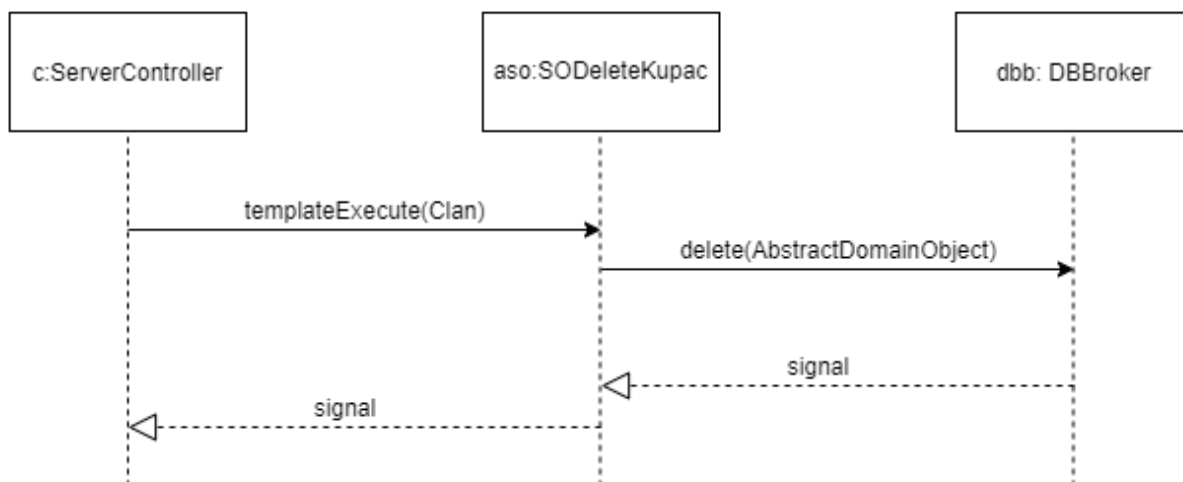 c:ServerController
aso:SODeleteKupac
dbb: DBBroker
templateExecute(Clan)
delete(AbstractDomainObject)
signal
signal